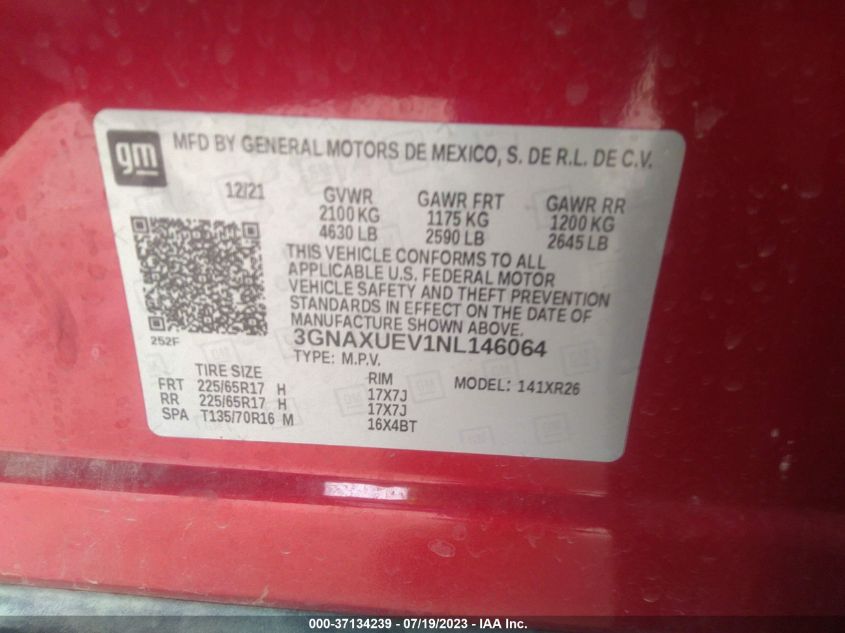 gm
MFD BY GENERAL MOTORS DE MEXICO, S. DE R.L. DE C.V.
12/21 GVWR GAWR FRT GAWR RR
2100 KG 1175 KG 1200 KG
4630 LB 2590 LB 2645 LB
THIS VEHICLE CONFORMS TO ALL
APPLICABLE U.S. FEDERAL MOTOR
VEHICLE SAFETY AND THEFT PREVENTION
STANDARDS IN EFFECT ON THE DATE OF
MANUFACTURE SHOWN ABOVE.
252F
3GNAXUEV1NL146064
TYPE: M.P.V.
TIRE SIZE RIM MODEL: 141XR26
FRT 225/65R17 H 17X7J
RR 225/65R17 H 17X7J
SPA T135/70R16 M 16X4BT
000-37134239 - 07/19/2023 - IAA Inc.